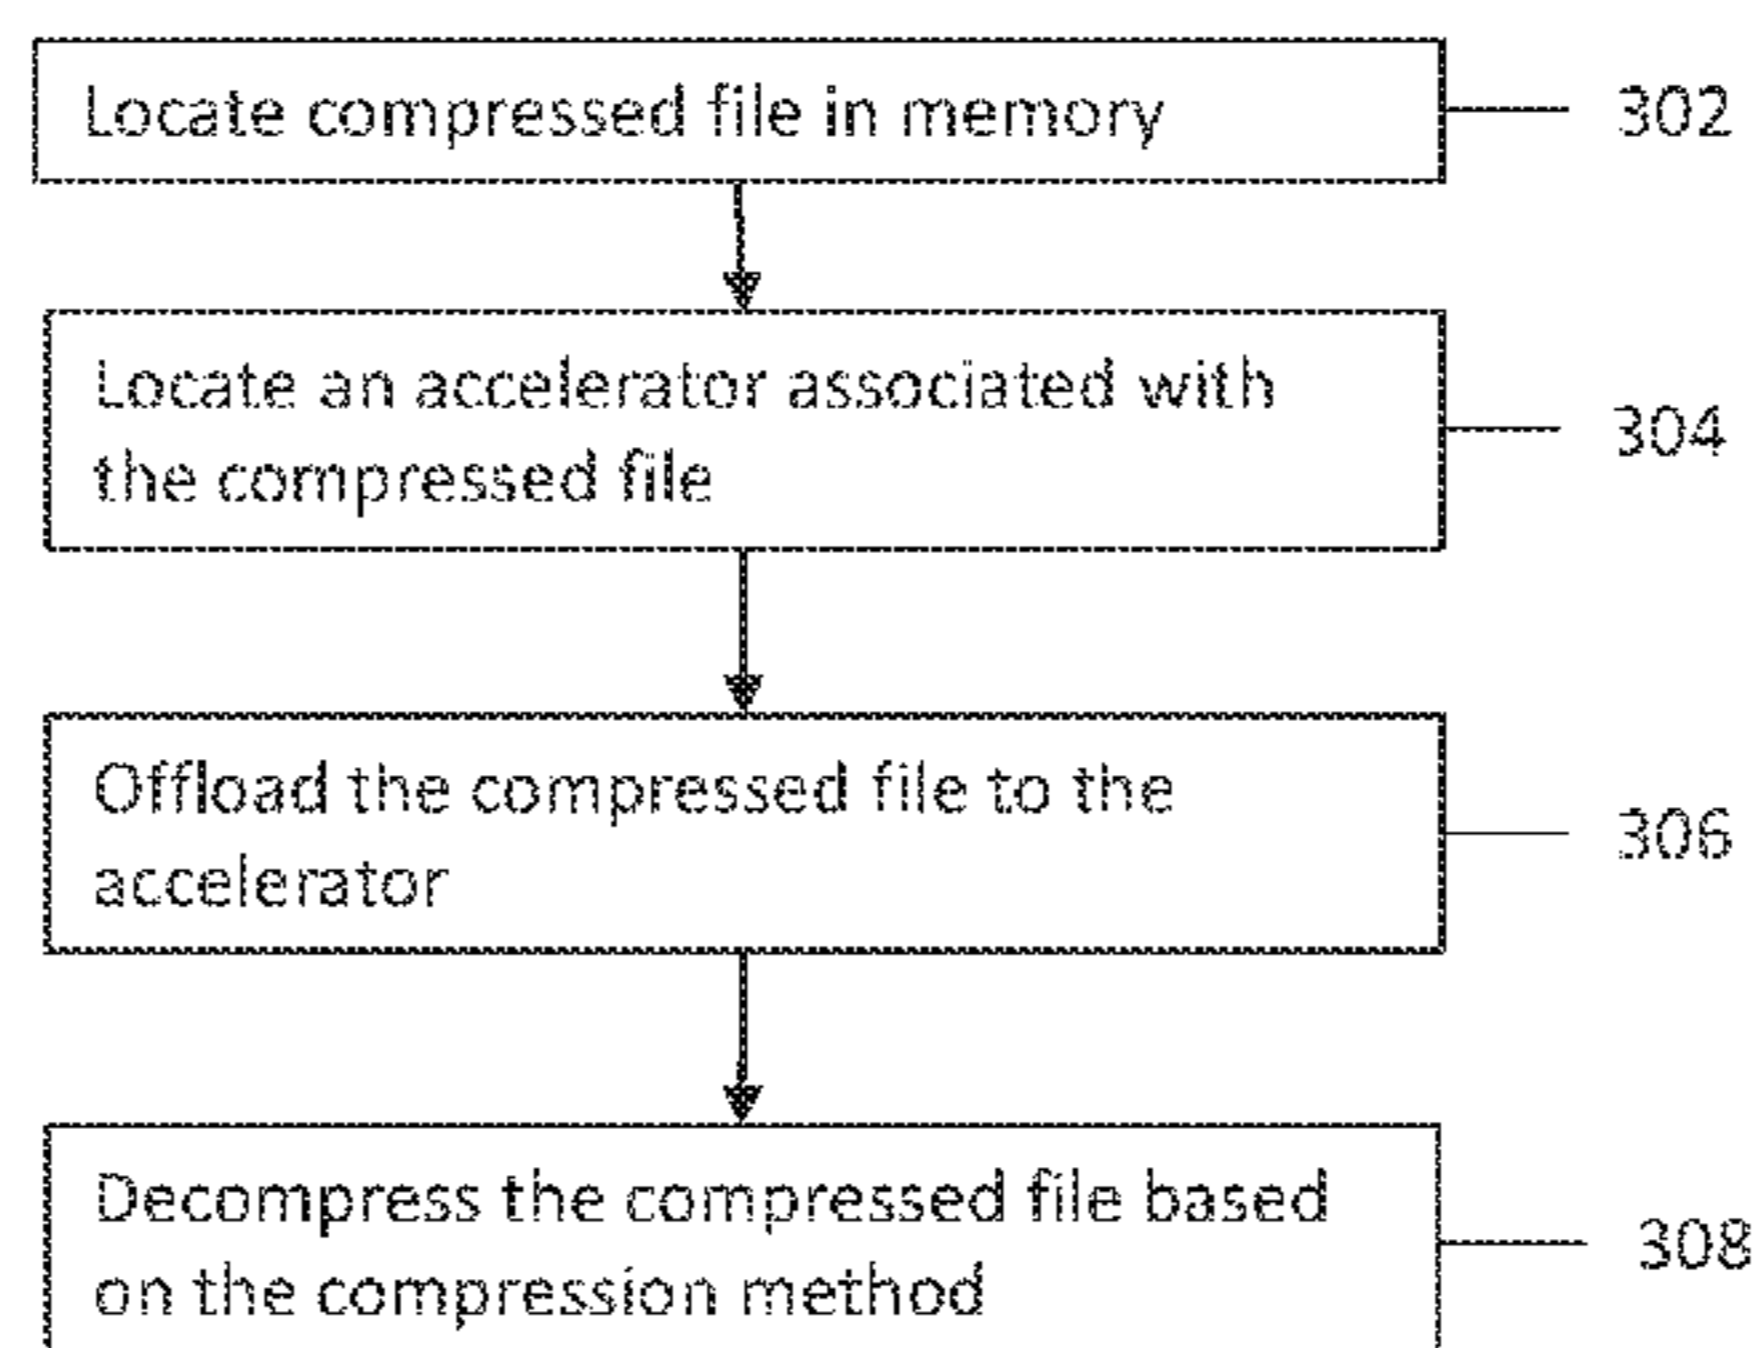 Locate compressed file in memory
302
Locate an accelerator associated with
the compressed file
304
Offload the compressed file to the
accelerator
306
Decompress the compressed file based
on the compression method
308